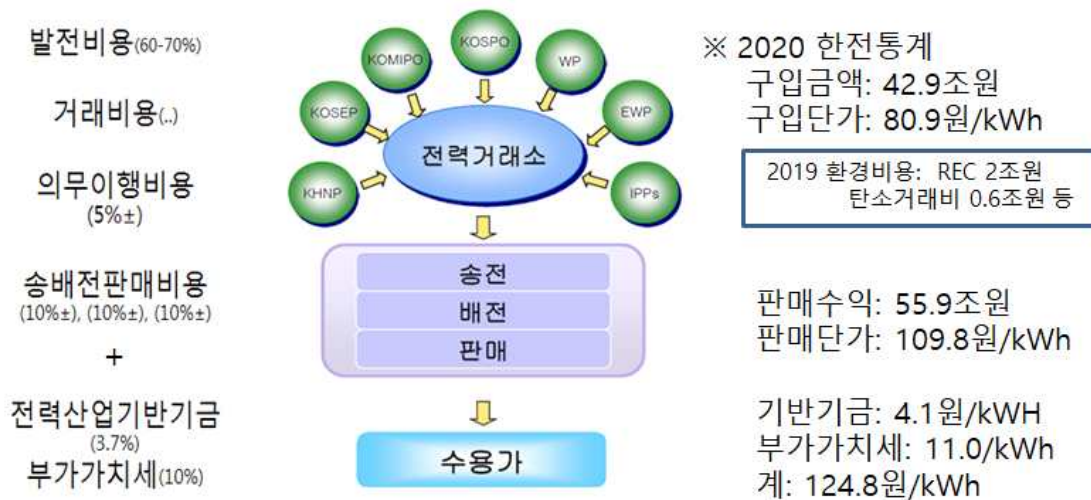 발전비용(60-70%)
거래비용(..)
의무이행비용
(5%±)
송배전판매비용
(10%±), (10%±), (10%±)
+
전력산업기반기금
(3.7%)
부가가치세(10%)
KHNP
KOSEP
KOMIPO
KOSPO
WP
EWP
IPPs
전력거래소
송전
배전
판매
수용가
※ 2020 한전통계
구입금액: 42.9조원
구입단가: 80.9원/kWh
2019 환경비용: REC 2조원
탄소거래비 0.6조원 등
판매수익: 55.9조원
판매단가: 109.8원/kWh
기반기금: 4.1원/kWH
부가가치세: 11.0/kWh
계: 124.8원/kWh